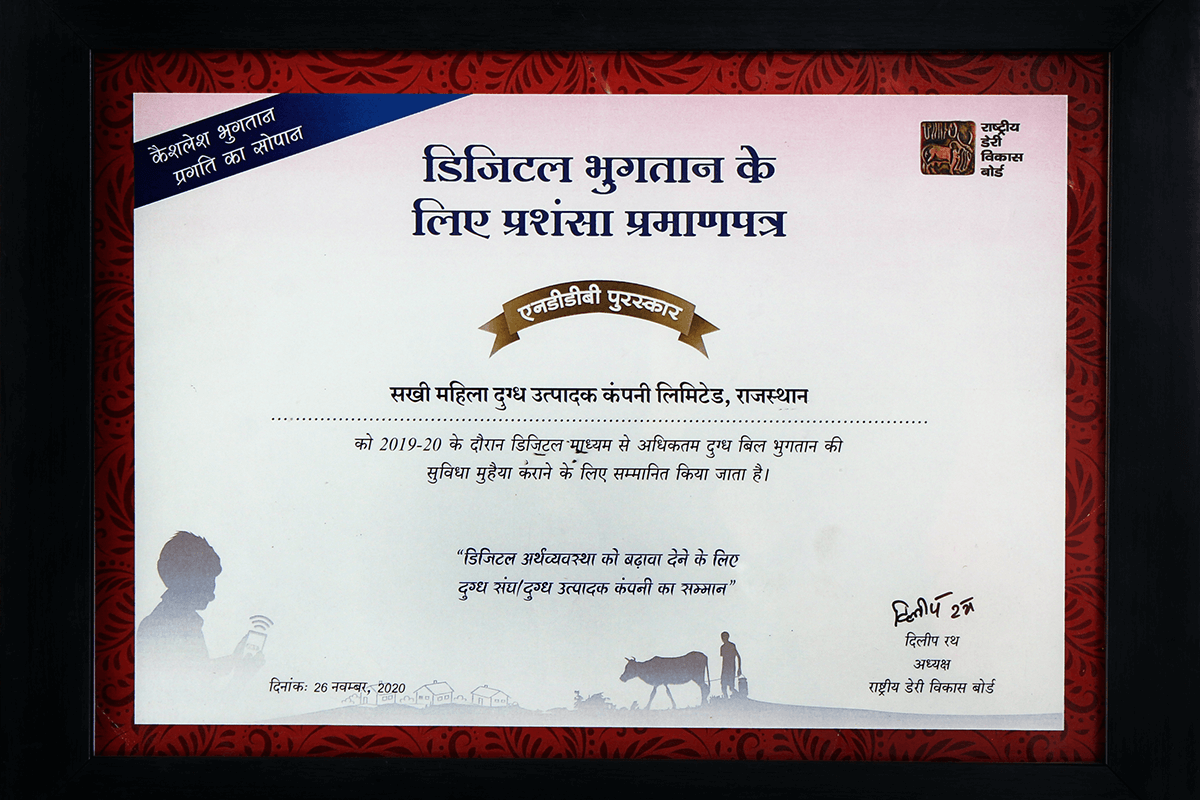 कैशलेश भुगतान
प्रगति का सोपान
राष्ट्रीय
डेरी
विकास
बोर्ड
डिजिटल भुगतान के
लिए प्रशंसा प्रमाणपत्र
एनडीडीबी पुरस्कार
सखी महिला दुग्ध उत्पादक कंपनी लिमिटेड, राजस्थान
को 2019-20 के दौरान डिजिटल माध्यम से अधिकतम दुग्ध बिल भुगतान की
सुविधा मुहैया कराने के लिए सम्मानित किया जाता है।
“डिजिटल अर्थव्यवस्था को बढ़ावा देने के लिए
दुग्ध संघ/दुग्ध उत्पादक कंपनी का सम्मान”
दिलीप रथ
दिलीप रथ
अध्यक्ष
राष्ट्रीय डेरी विकास बोर्ड
दिनांक: 26 नवम्बर, 2020